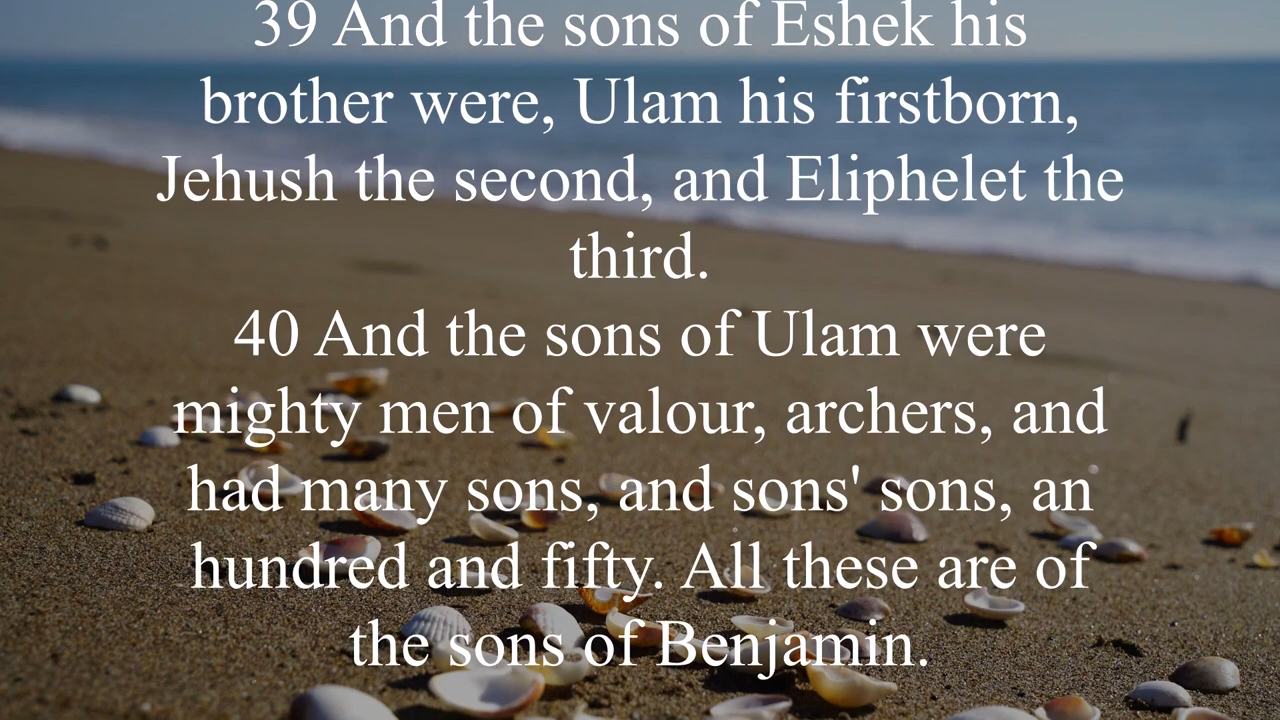 39 And the sons of Eshek his
brother were, Ulam his firstborn,
Jehush the second, and Eliphelet the
third.
40 And the sons of Ulam were
mighty men of valour, archers, and
had many sons, and sons' sons, an
hundred and fifty. All these are of
the sons of Benjamin.